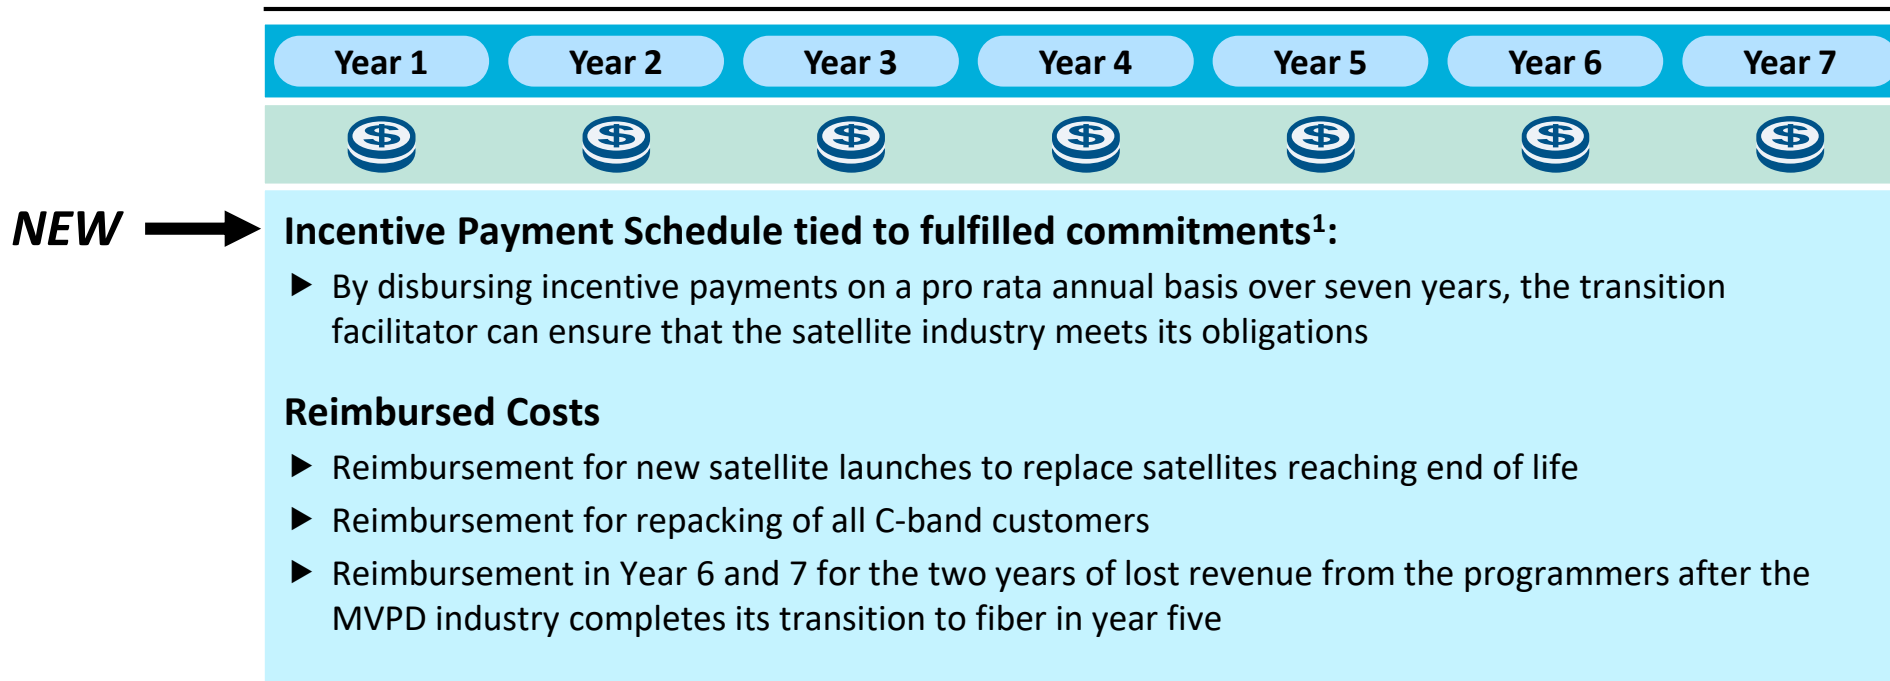 Year 1 Year 2 Year 3 Year 4 Year 5 Year 6 Year 7
$ $ $ $ $ $ $
NEW
Incentive Payment Schedule tied to fulfilled commitments¹:
▶ By disbursing incentive payments on a pro rata annual basis over seven years, the transition
facilitator can ensure that the satellite industry meets its obligations
Reimbursed Costs
▶ Reimbursement for new satellite launches to replace satellites reaching end of life
▶ Reimbursement for repacking of all C-band customers
▶ Reimbursement in Year 6 and 7 for the two years of lost revenue from the programmers after the
MVPD industry completes its transition to fiber in year five